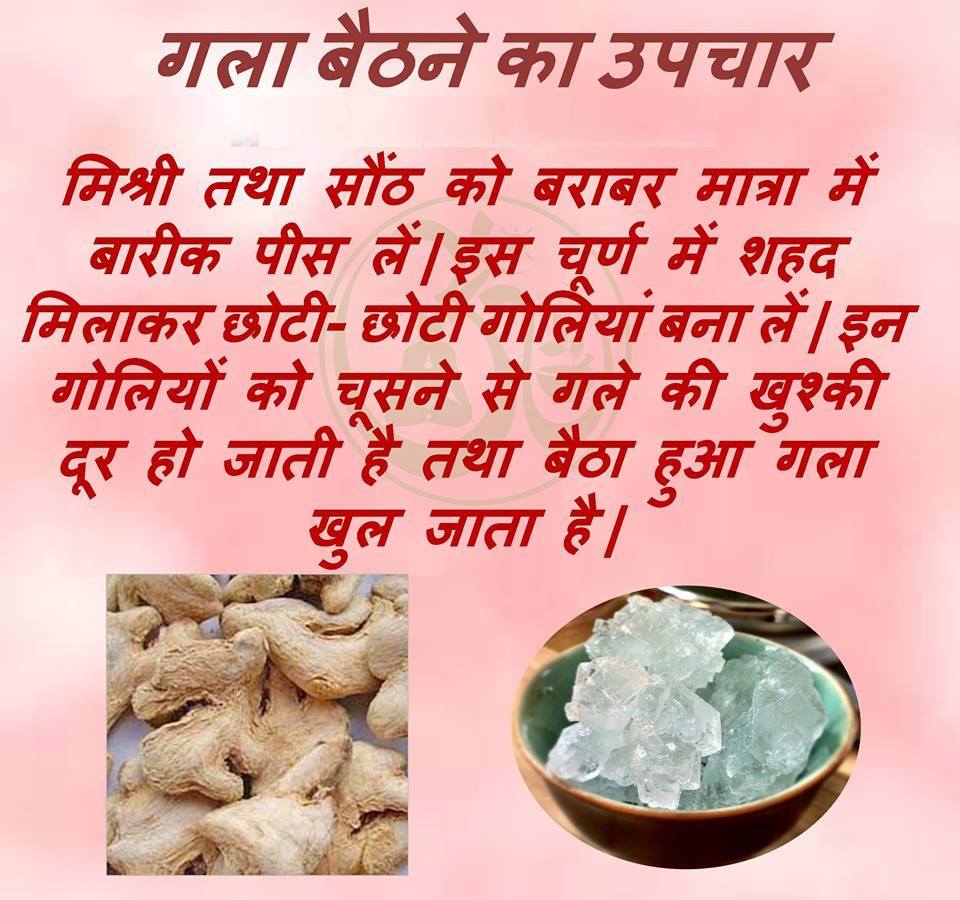 गला बैठने का उपचार
मिश्री तथा सौंठ को बराबर मात्रा में
बारीक पीस लें|इस चूर्ण में शहद
मिलाकर छोटी- छोटी गोलियां बना लें|इन
गोलियों को चूसने से गले की खुश्की
दूर हो जाती है तथा बैठा हुआ गला
खुल जाता है|